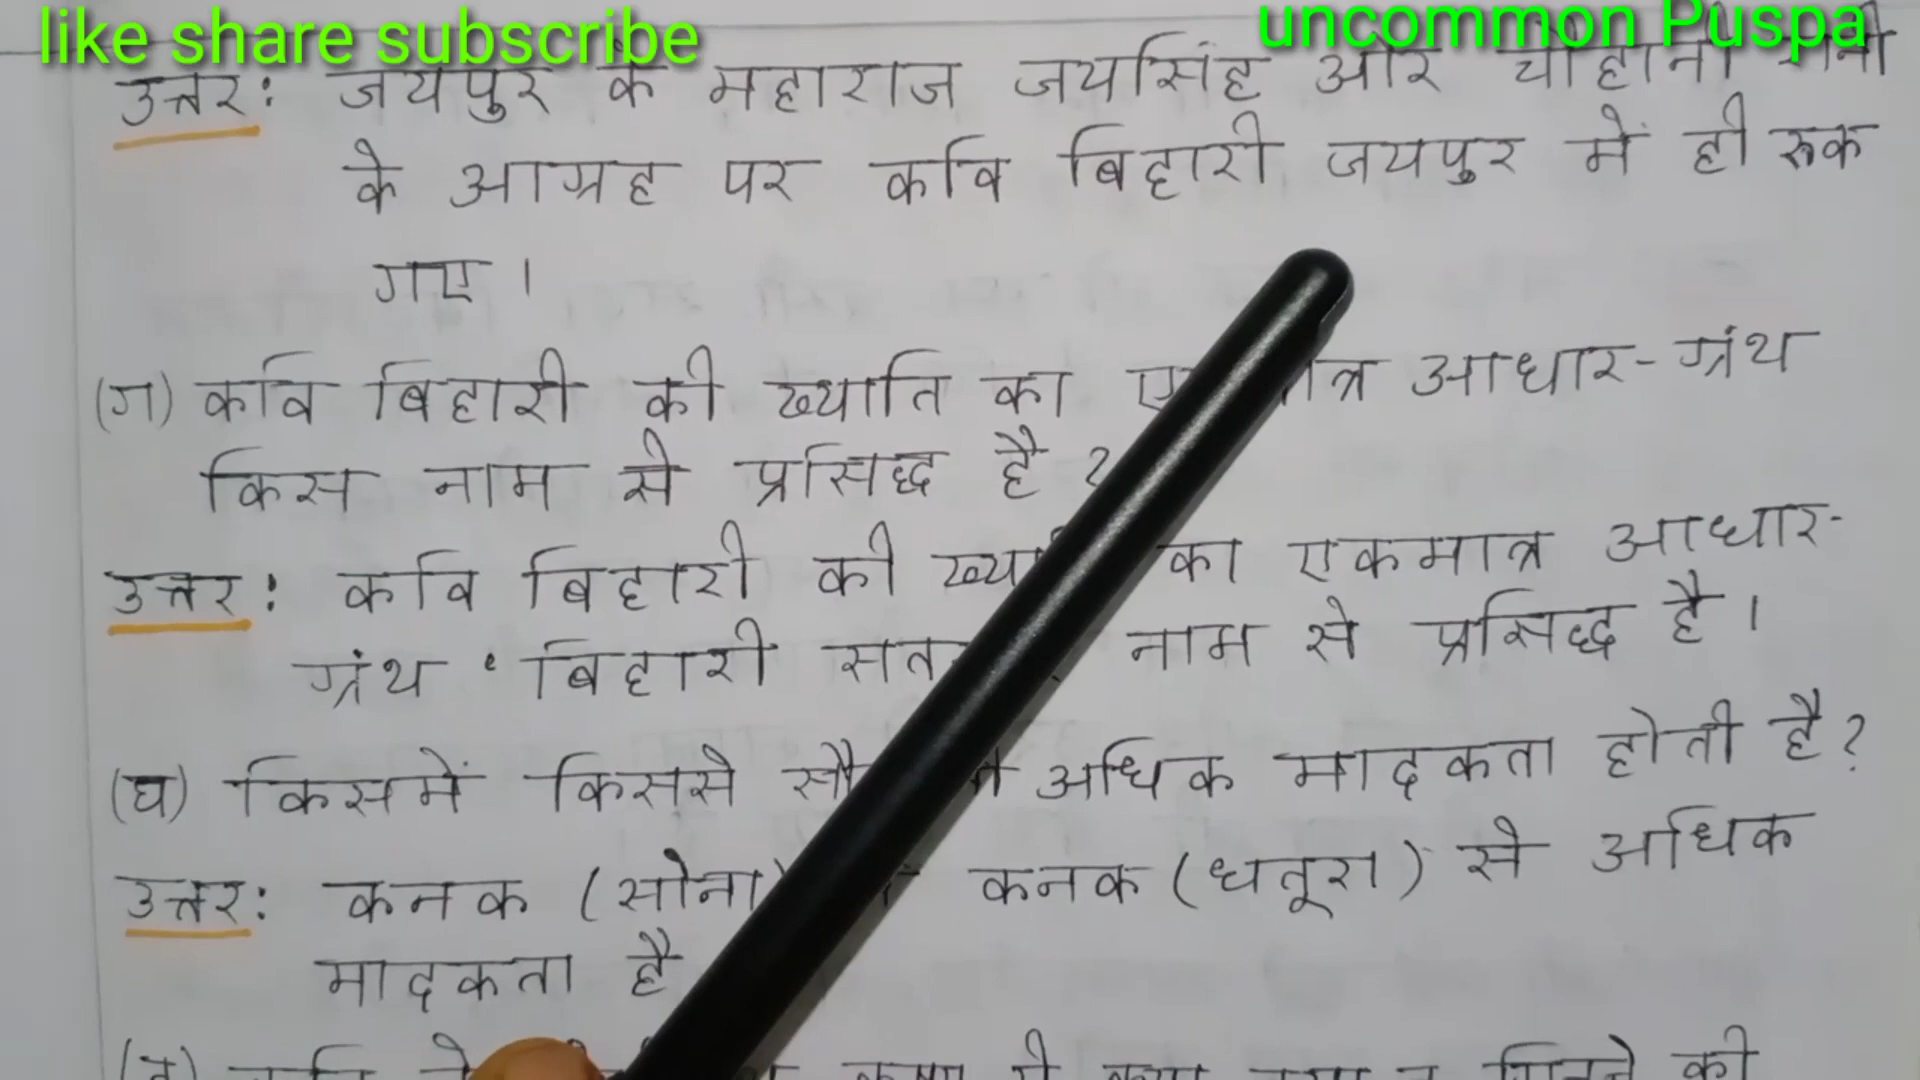 like share subscribe
uncommon Puspa
उत्तर: जयपुर के महाराज जयसिंह और चौहानी रानी
के आग्रह पर कवि बिहारी जयपुर में ही रुक
गए।
(ग) कवि बिहारी की ख्याति का आधार-ग्रंथ
किस नाम से प्रसिद्ध है ?
उत्तर: कवि बिहारी की का एकमात्र आधार-
ग्रंथ 'बिहारी नाम से प्रसिद्ध है।
(घ) किसमें किससे अधिक मादकता होती है?
उत्तर: कनक (सोना) कनक (धतूरा) से अधिक
मादकता है